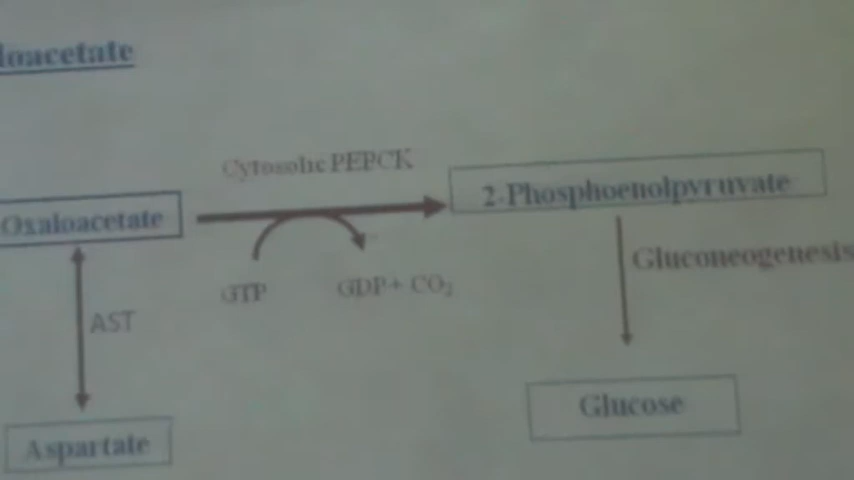 loacetate
Cytosolic PEPCK
2-Phosphoenolpyruvate
Oxaloacetate
Gluconeogenesis
GTP
GDP+ CO₂
AST
Glucose
Aspartate